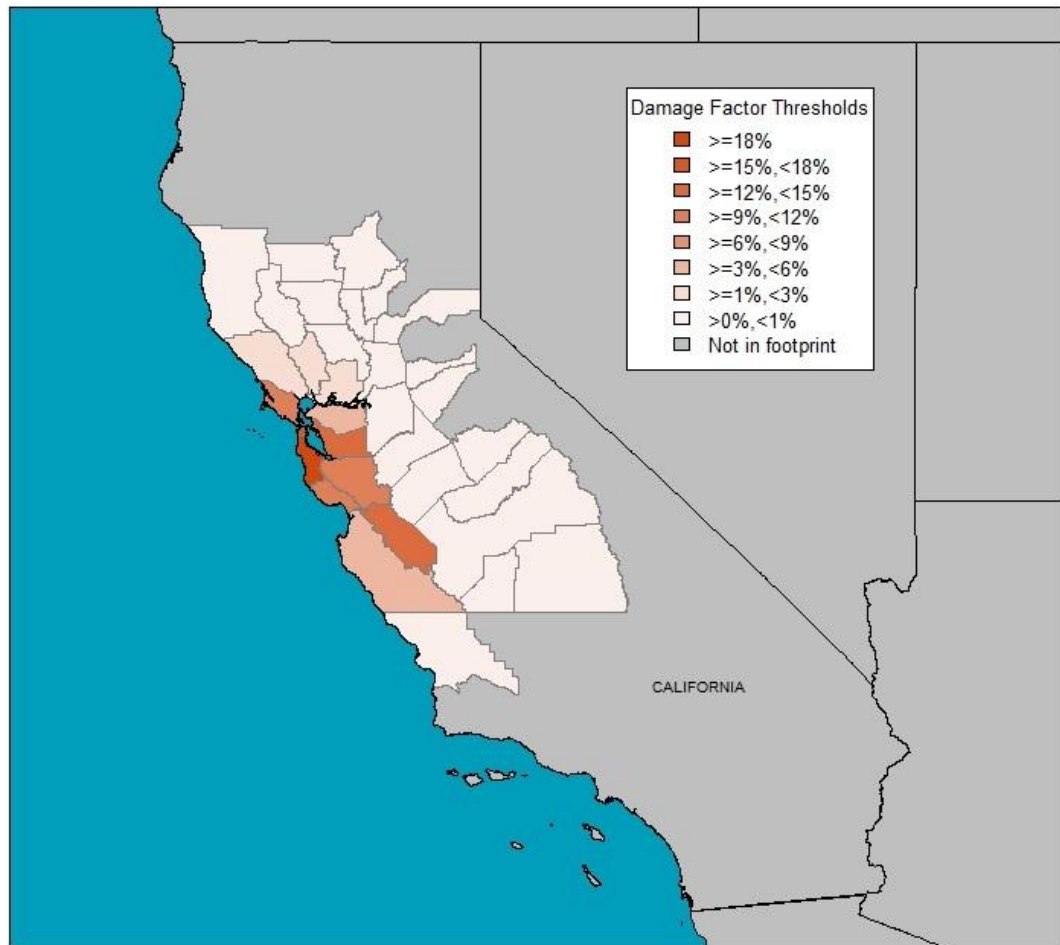 Damage Factor Thresholds
>=18%
>=15%,<18%
>=12%,<15%
>=9%,<12%
>=6%,<9%
>=3%,<6%
>=1%,<3%
>0%,<1%
Not in footprint
CALIFORNIA